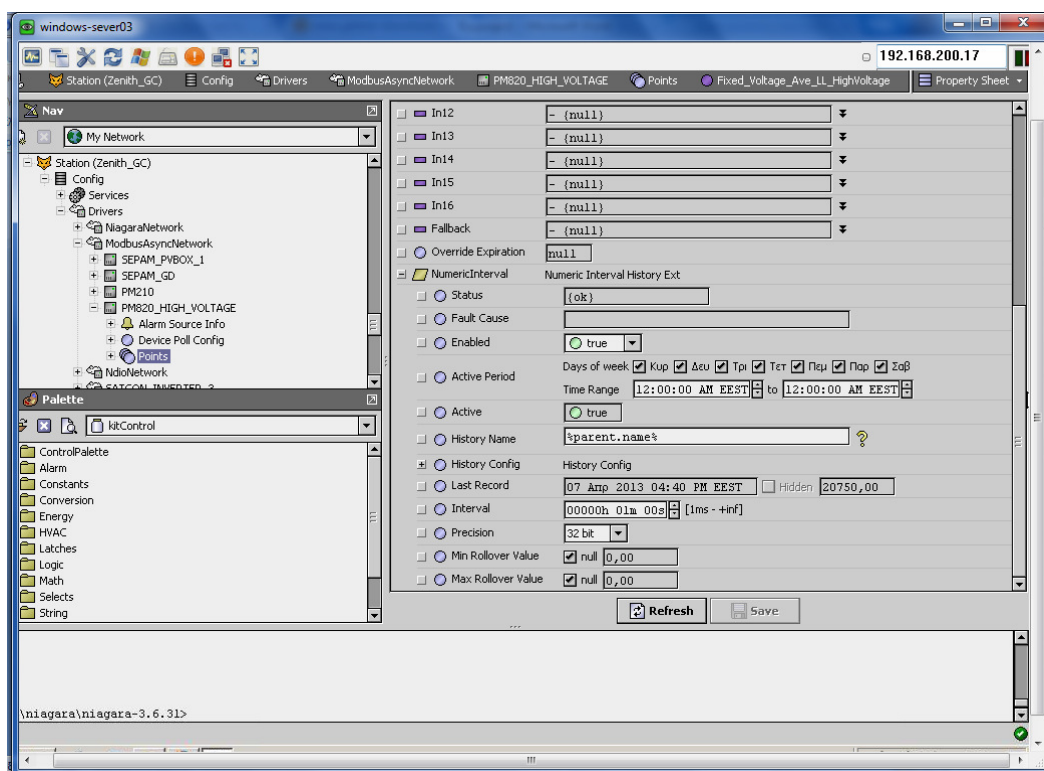 windows-sever03
192.168.200.17
Station (Zenith_GC) Config Drivers ModbusAsyncNetwork PM820_HIGH_VOLTAGE Points Fixed_Voltage_Ave_LL_HighVoltage Property Sheet
Nav
My Network
Station (Zenith_GC)
Config
Services
Drivers
NiagaraNetwork
ModbusAsyncNetwork
SEPAM_PVBOX_1
SEPAM_GD
PM210
PM820_HIGH_VOLTAGE
Alarm Source Info
Device Poll Config
Points
NdioNetwork
SATCON_INVERTER_3
Palette
kitControl
ControlPalette
Alarm
Constants
Conversion
Energy
HVAC
Latches
Logic
Math
Selects
String
In12 - {null}
In13 - {null}
In14 - {null}
In15 - {null}
In16 - {null}
Fallback - {null}
Override Expiration null
NumericInterval Numeric Interval History Ext
Status {ok}
Fault Cause
Enabled true
Active Period Days of week Κυρ Δευ Τρι Τετ Πεμ Παρ Σαβ
Time Range 12:00:00 AM EEST to 12:00:00 AM EEST
Active true
History Name %parent.name%
History Config History Config
Last Record 07 Απρ 2013 04:40 PM EEST Hidden 20750,00
Interval 00000h 01m 00s [1ms - +inf]
Precision 32 bit
Min Rollover Value null 0,00
Max Rollover Value null 0,00
Refresh Save
\niagara\niagara-3.6.31>